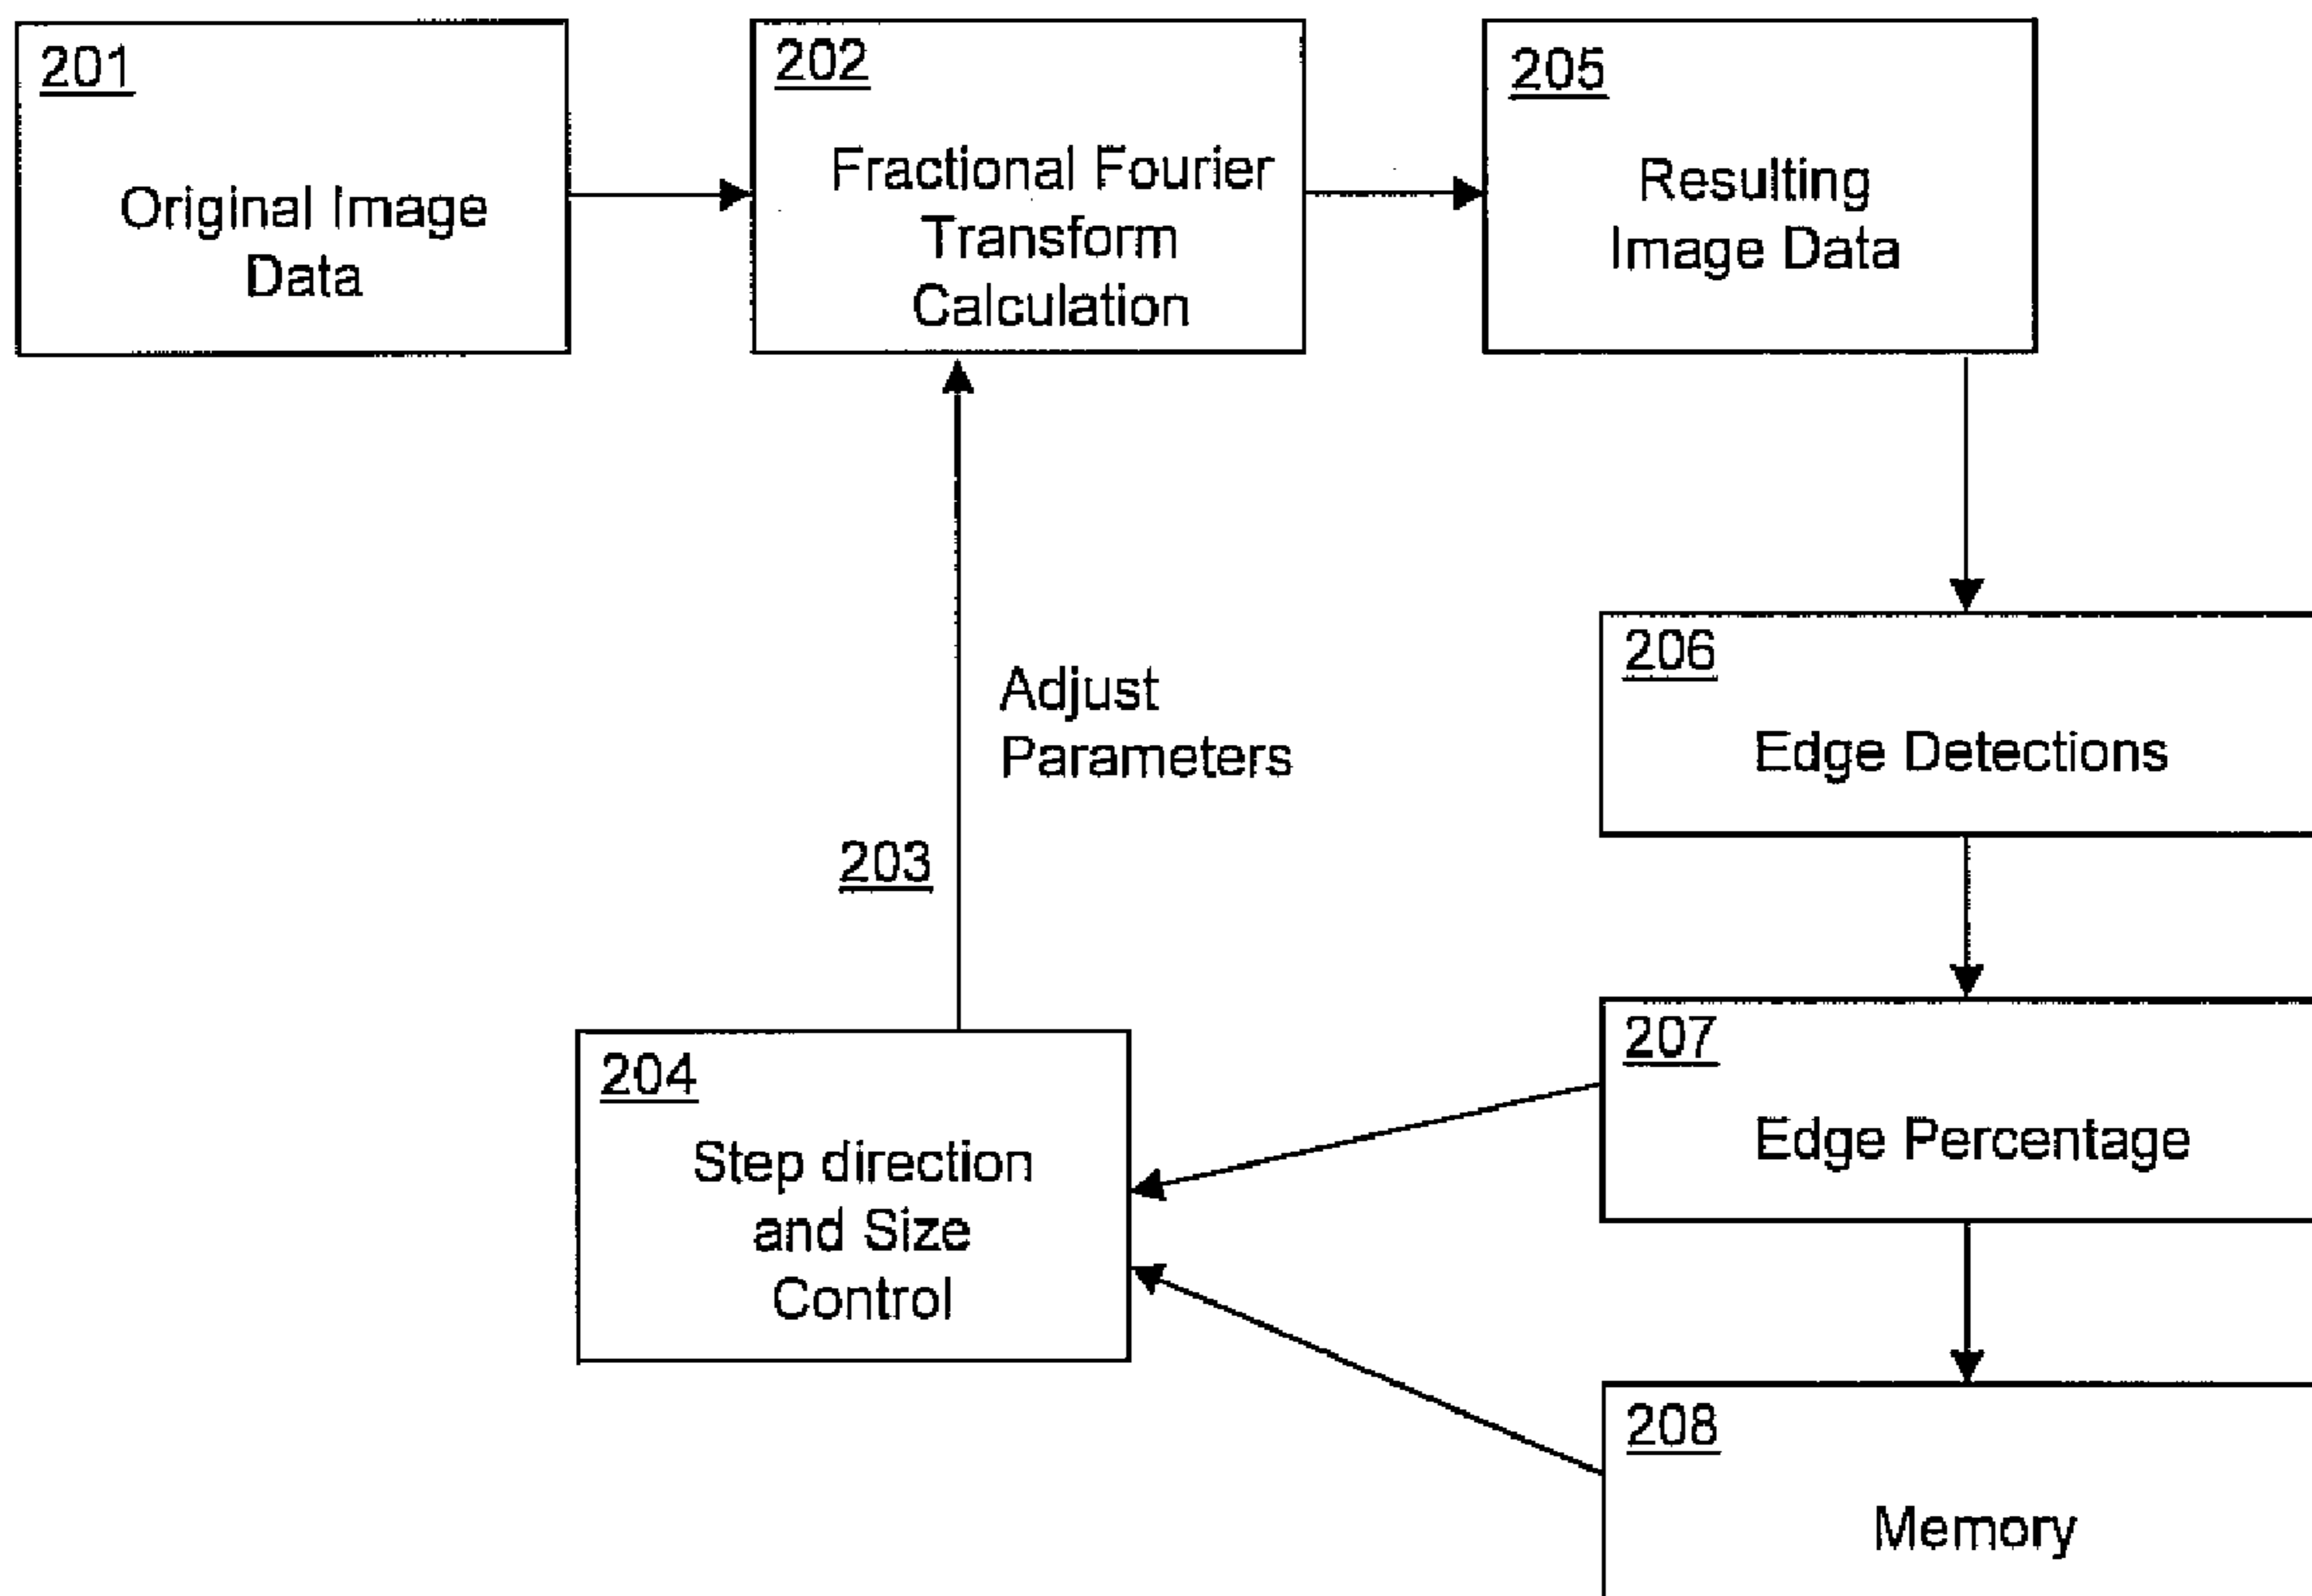 201
Original Image
Data
202
Fractional Fourier
Transform
Calculation
205
Resulting
Image Data
206
Edge Detections
Adjust
Parameters
203
207
Edge Percentage
204
Step direction
and Size
Control
208
Memory